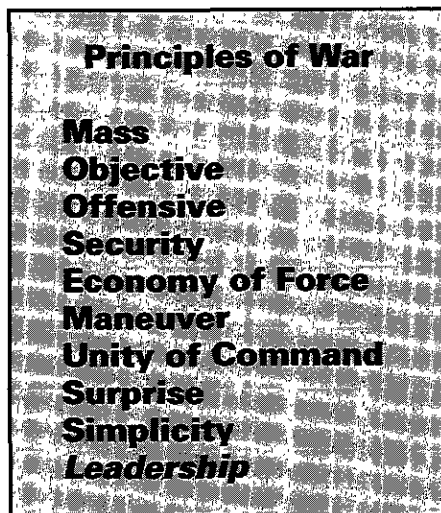 Principles of War
Mass
Objective
Offensive
Security
Economy of Force
Maneuver
Unity of Command
Surprise
Simplicity
Leadership